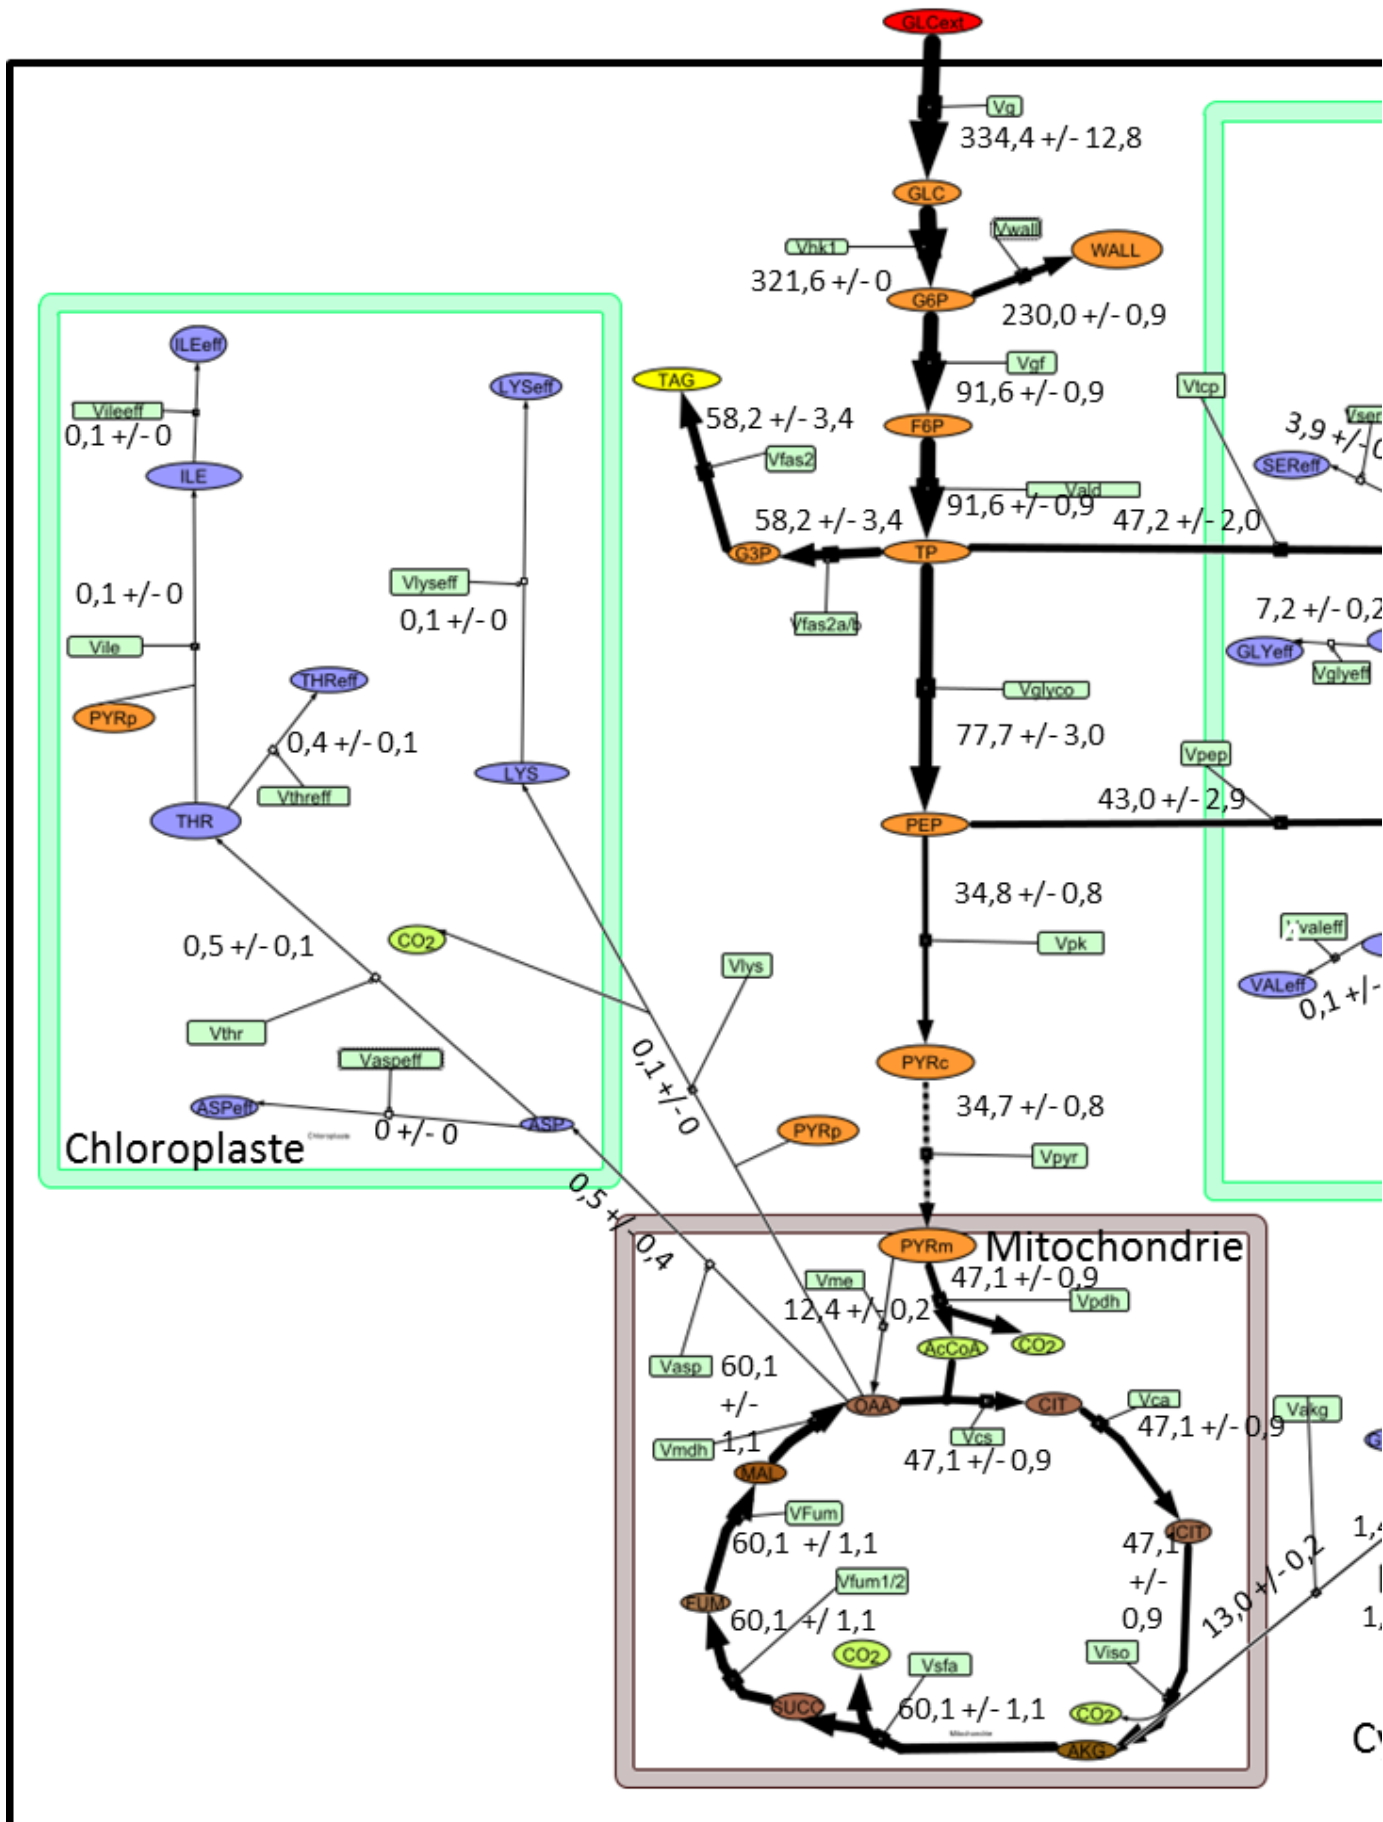 GLCext
Vg
334,4 +/- 12,8
GLC
Vhk1
Vwall
WALL
321,6 +/- 0
G6P
230,0 +/- 0,9
ILEeff
Vgf
TAG
LYSeff
91,6 +/- 0,9
Vtcp
Vileeff
58,2 +/- 3,4
F6P
0,1 +/- 0
3,9 +/- 0
Vfas2
SEReff
ILE
Vald
91,6 +/- 0,9
58,2 +/- 3,4
47,2 +/- 2,0
G3P
TP
Vlyseff
0,1 +/- 0
0,1 +/- 0
7,2 +/- 0,2
Vfas2a/b
Vile
GLYeff
Vglyeff
THReff
Vglyco
PYRp
0,4 +/- 0,1
77,7 +/- 3,0
Vpep
LYS
Vthreff
43,0 +/- 2,9
THR
PEP
34,8 +/- 0,8
0,5 +/- 0,1
CO2
Vpk
Vlys
VALeff
0,1 +/-
Vthr
Vaspeff
PYRc
0,1 +/- 0
ASPeff
34,7 +/- 0,8
ASP
0 +/- 0
PYRp
Chloroplaste
Chloroplaste
Vpyr
0,5 +/- 0,4
PYRm
Mitochondrie
Vme
47,1 +/- 0,9
12,4 +/- 0,2
Vpdh
AcCoA
CO2
Vasp
60,1
+/-
1,1
OAA
CIT
Vca
Vakg
Vmdh
Vcs
47,1 +/- 0,9
47,1 +/- 0,9
MAL
VFum
60,1 +/ 1,1
47,1
+/-
0,9
13,0 +/- 0,2
Vfum1/2
FUM
60,1 +/ 1,1
CO2
Vsfa
Viso
SUCC
60,1 +/- 1,1
CO2
Mitochondrie
AKG